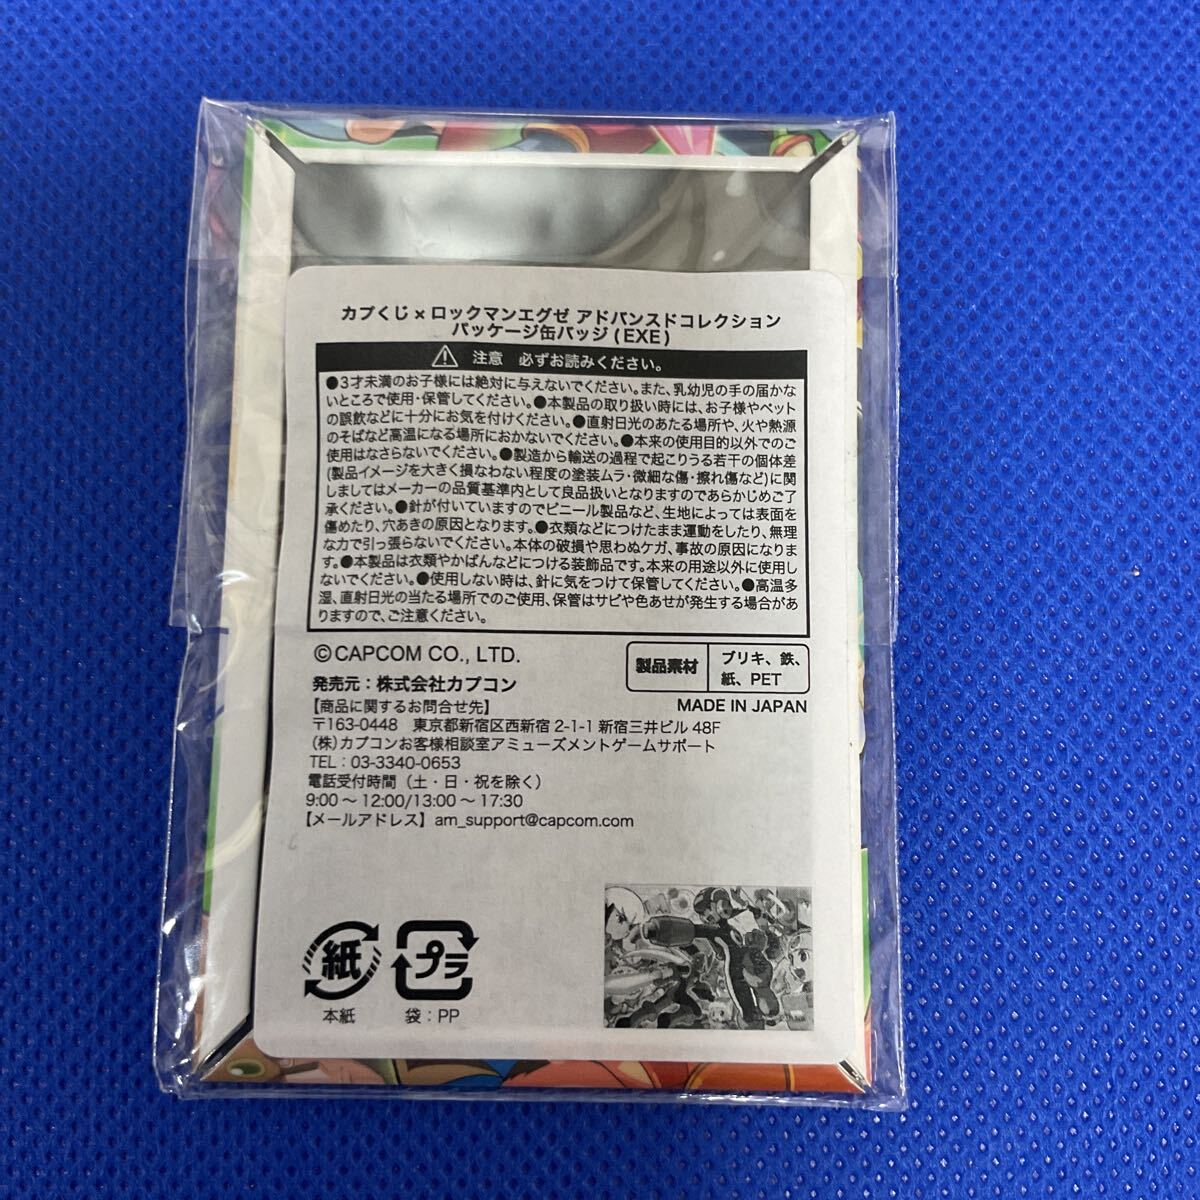 カプくじ×ロックマンエグゼ アドバンスドコレクション
パッケージ缶バッジ(EXE)
注意 必ずお読みください。
●3才未満のお子様には絶対に与えないでください。また、乳幼児の手の届かな
いところで使用・保管してください。●本製品の取り扱い時には、お子様やペット
の誤飲などに十分にお気を付けください。●直射日光のあたる場所や、火や熱源
のそばなど高温になる場所におかないでください。●本来の使用目的以外でのご
使用はなさらないでください。●製造から輸送の過程で起こりうる若干の個体差
(製品イメージを大きく損なわない程度の塗装ムラ・微細な傷・擦れ傷など)に関
しましてはメーカーの品質基準内として良品扱いとなりますのであらかじめご了
承ください。●針が付いていますのでビニール製品など、生地によっては表面を
傷めたり、穴あきの原因となります。●衣類などにつけたまま運動をしたり、無理
な力で引っ張らないでください。本体の破損や思わぬケガ、事故の原因になりま
す。●本製品は衣類やかばんなどにつける装飾品です。本来の用途以外に使用し
ないでください。●使用しない時は、針に気をつけて保管してください。●高温多
湿、直射日光の当たる場所でのご使用、保管はサビや色あせが発生する場合があ
りますので、ご注意ください。
©CAPCOM CO., LTD.
発売元：株式会社カプコン
製品素材
ブリキ、鉄、
紙、PET
MADE IN JAPAN
【商品に関するお問合せ先】
〒163-0448 東京都新宿区西新宿 2-1-1 新宿三井ビル 48F
(株)カプコンお客様相談室アミューズメントゲームサポート
TEL：03-3340-0653
電話受付時間（土・日・祝を除く）
9:00～12:00/13:00～17:30
【メールアドレス】am_support@capcom.com
紙
本紙
プラ
袋：PP